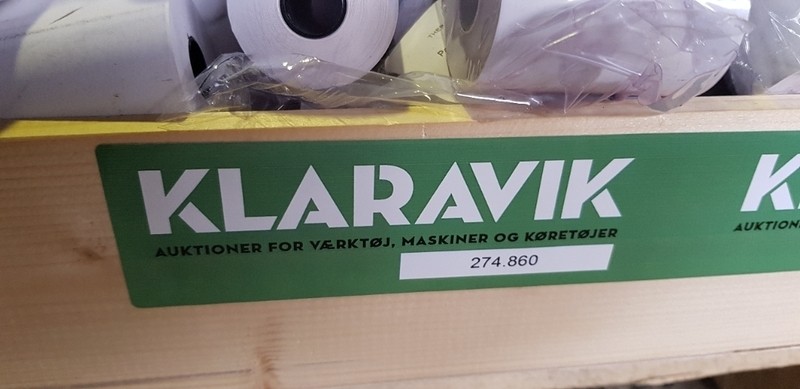 KLARAVIK
AUKTIONER FOR VÆRKTØJ, MASKINER OG KØRETØJER
274.860